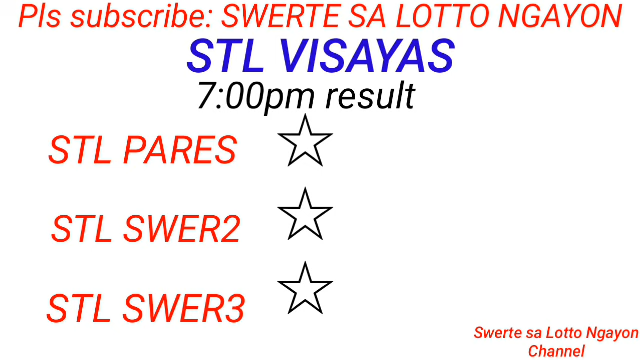 Pls subscribe: SWERTE SA LOTTO NGAYON
STL VISAYAS
7:00pm result
STL PARES
STL SWER2
STL SWER3
Swerte sa Lotto Ngayon
Channel